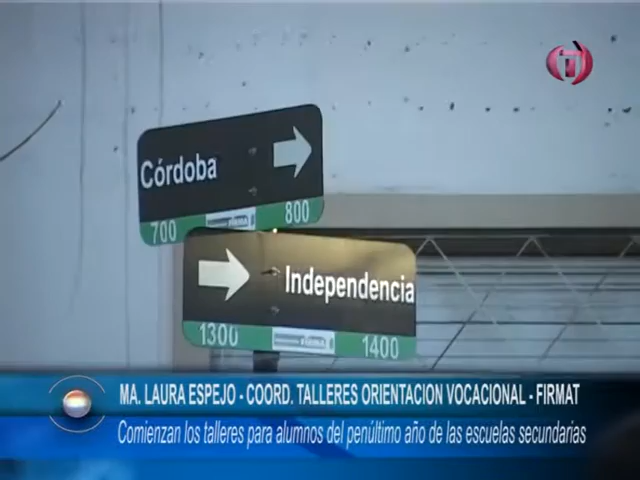 Córdoba
700
800
Independencia
1300
FIRMAT
1400
MA. LAURA ESPEJO - COORD. TALLERES ORIENTACION VOCACIONAL - FIRMAT
Comienzan los talleres para alumnos del penúltimo año de las escuelas secundarias